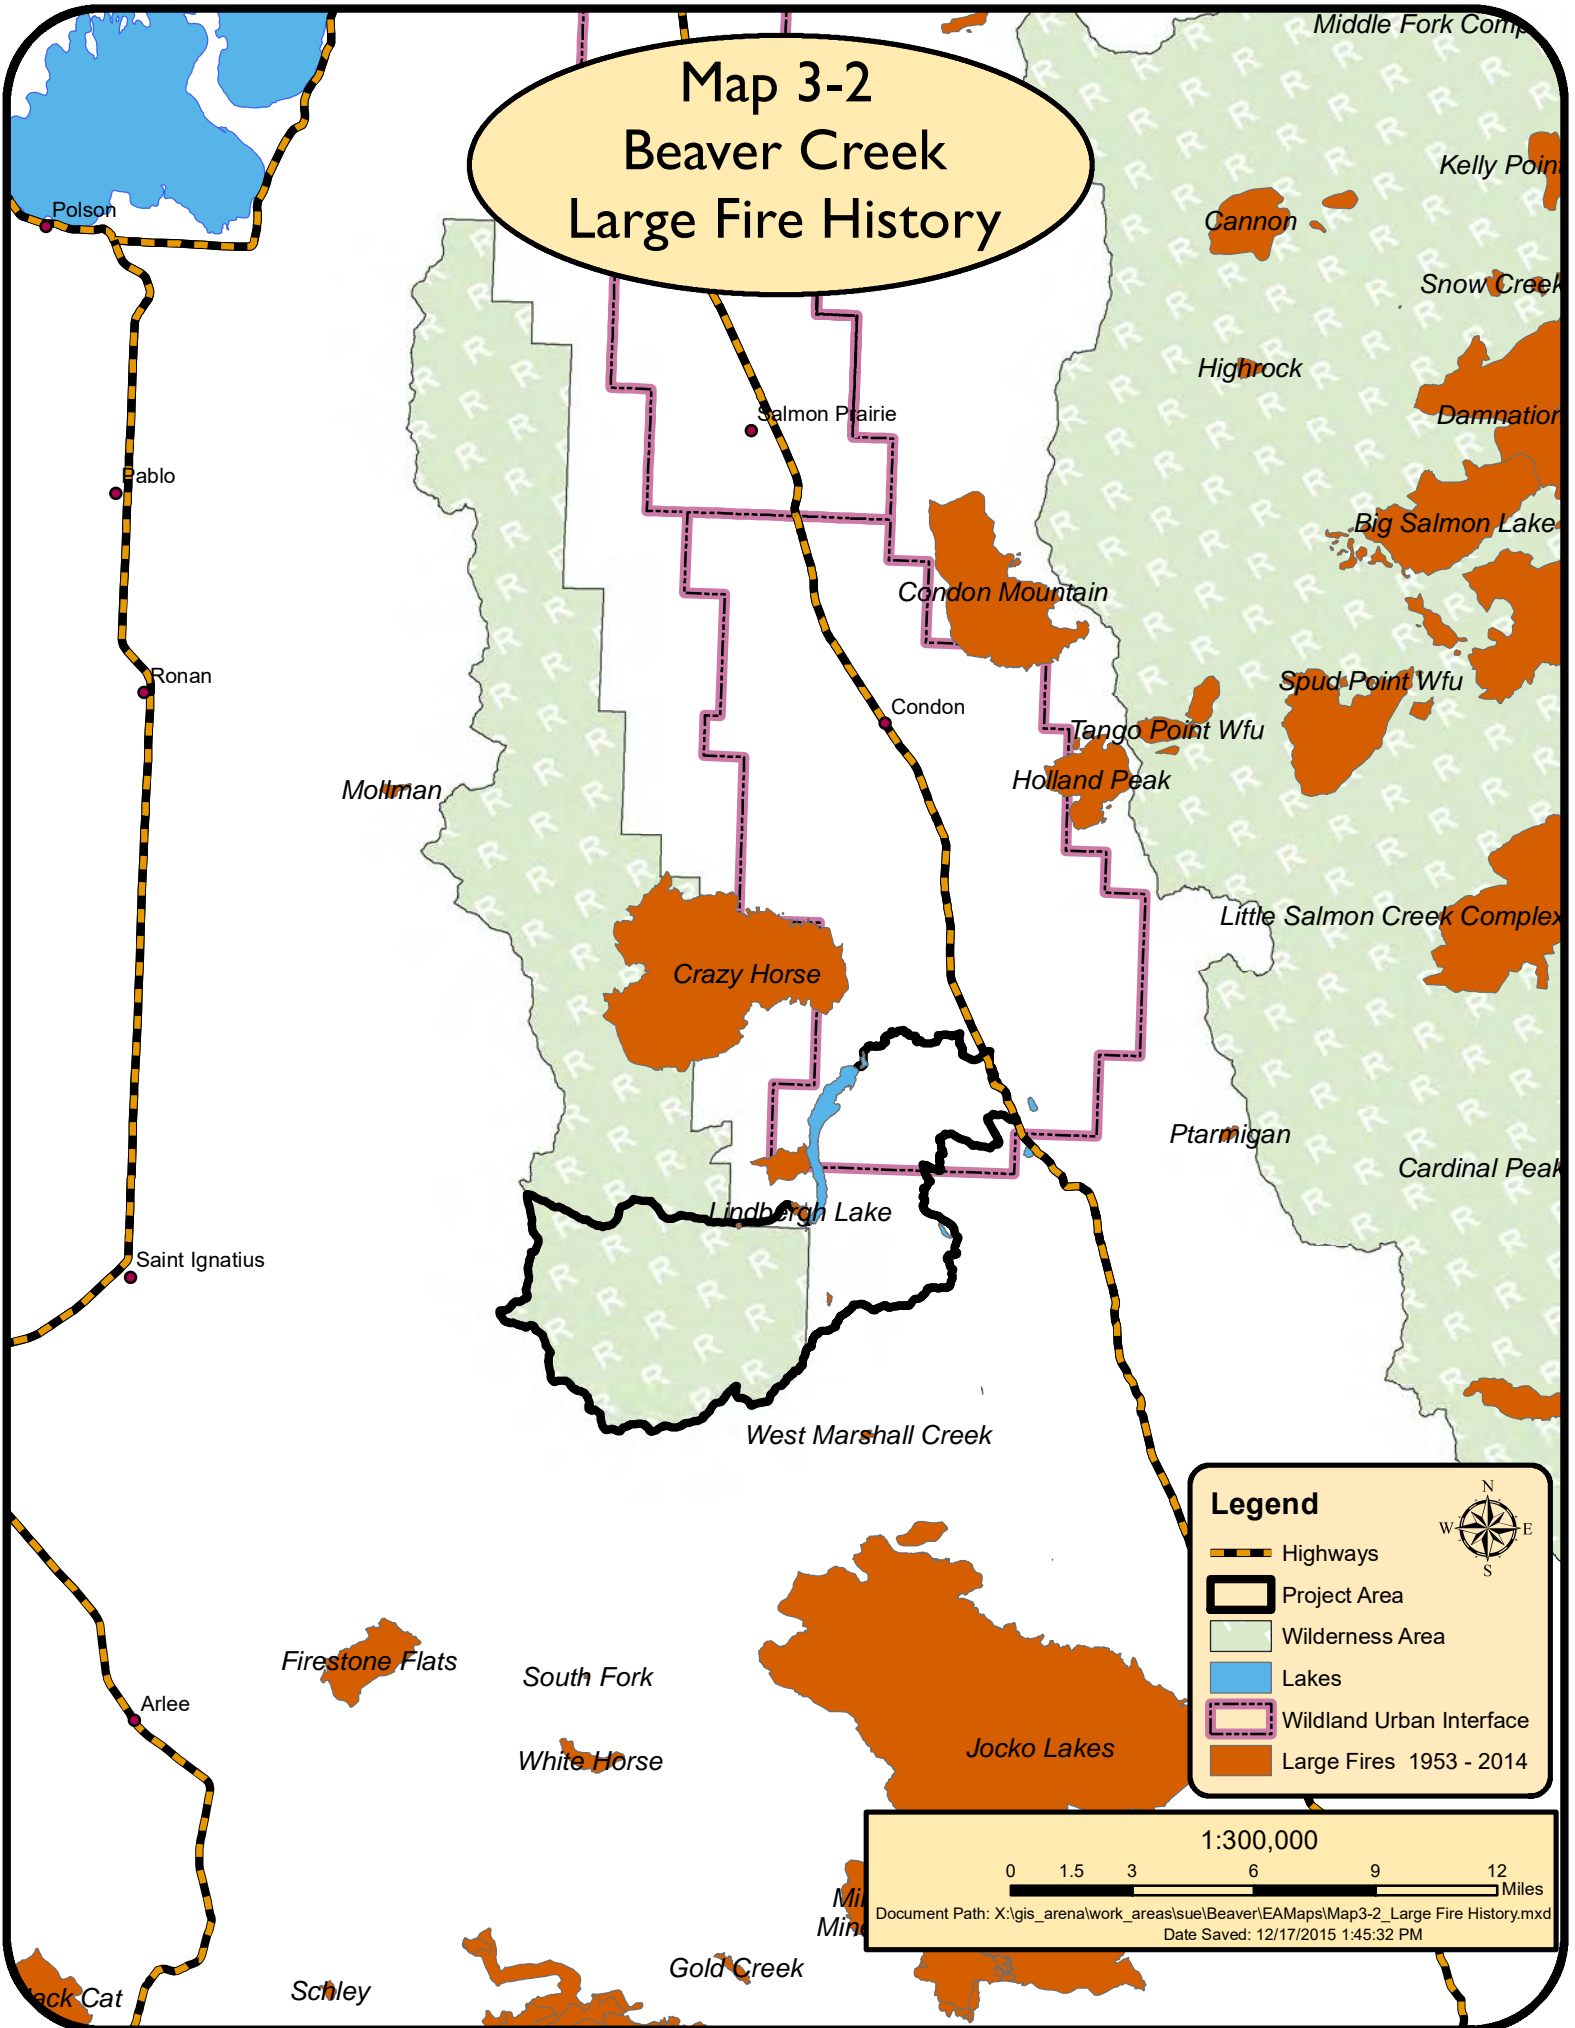 Middle Fork Comp
Map 3-2
Beaver Creek
Large Fire History
Kelly Point
Polson
Cannon
Snow Creek
Highrock
Salmon Prairie
Damnation
Pablo
Big Salmon Lake
Condon Mountain
Ronan
Spud Point Wfu
Condon
Tango Point Wfu
Mollman
Holland Peak
Little Salmon Creek Complex
Crazy Horse
Ptarmigan
Cardinal Peak
Lindbergh Lake
Saint Ignatius
West Marshall Creek
Legend
N
W E
S
Highways
Project Area
Wilderness Area
Lakes
Wildland Urban Interface
Large Fires 1953 - 2014
Firestone Flats
South Fork
Arlee
Jocko Lakes
White Horse
1:300,000
0 1.5 3 6 9 12
Miles
Document Path: X:\gis_arena\work_areas\sue\Beaver\EAMaps\Map3-2_Large Fire History.mxd
Date Saved: 12/17/2015 1:45:32 PM
Mil
Mine
Gold Creek
Schley
ack Cat